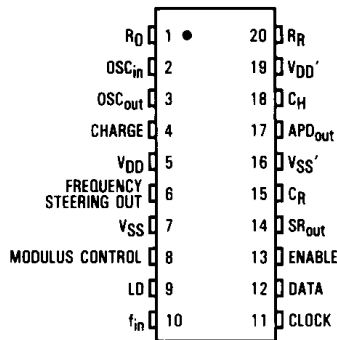 RO 1 20 RR
OSCin 2 19 VDD'
OSCout 3 18 CH
CHARGE 4 17 APDout
VDD 5 16 VSS'
FREQUENCY
STEERING OUT 6 15 CR
VSS 7 14 SRout
MODULUS CONTROL 8 13 ENABLE
LD 9 12 DATA
fin 10 11 CLOCK